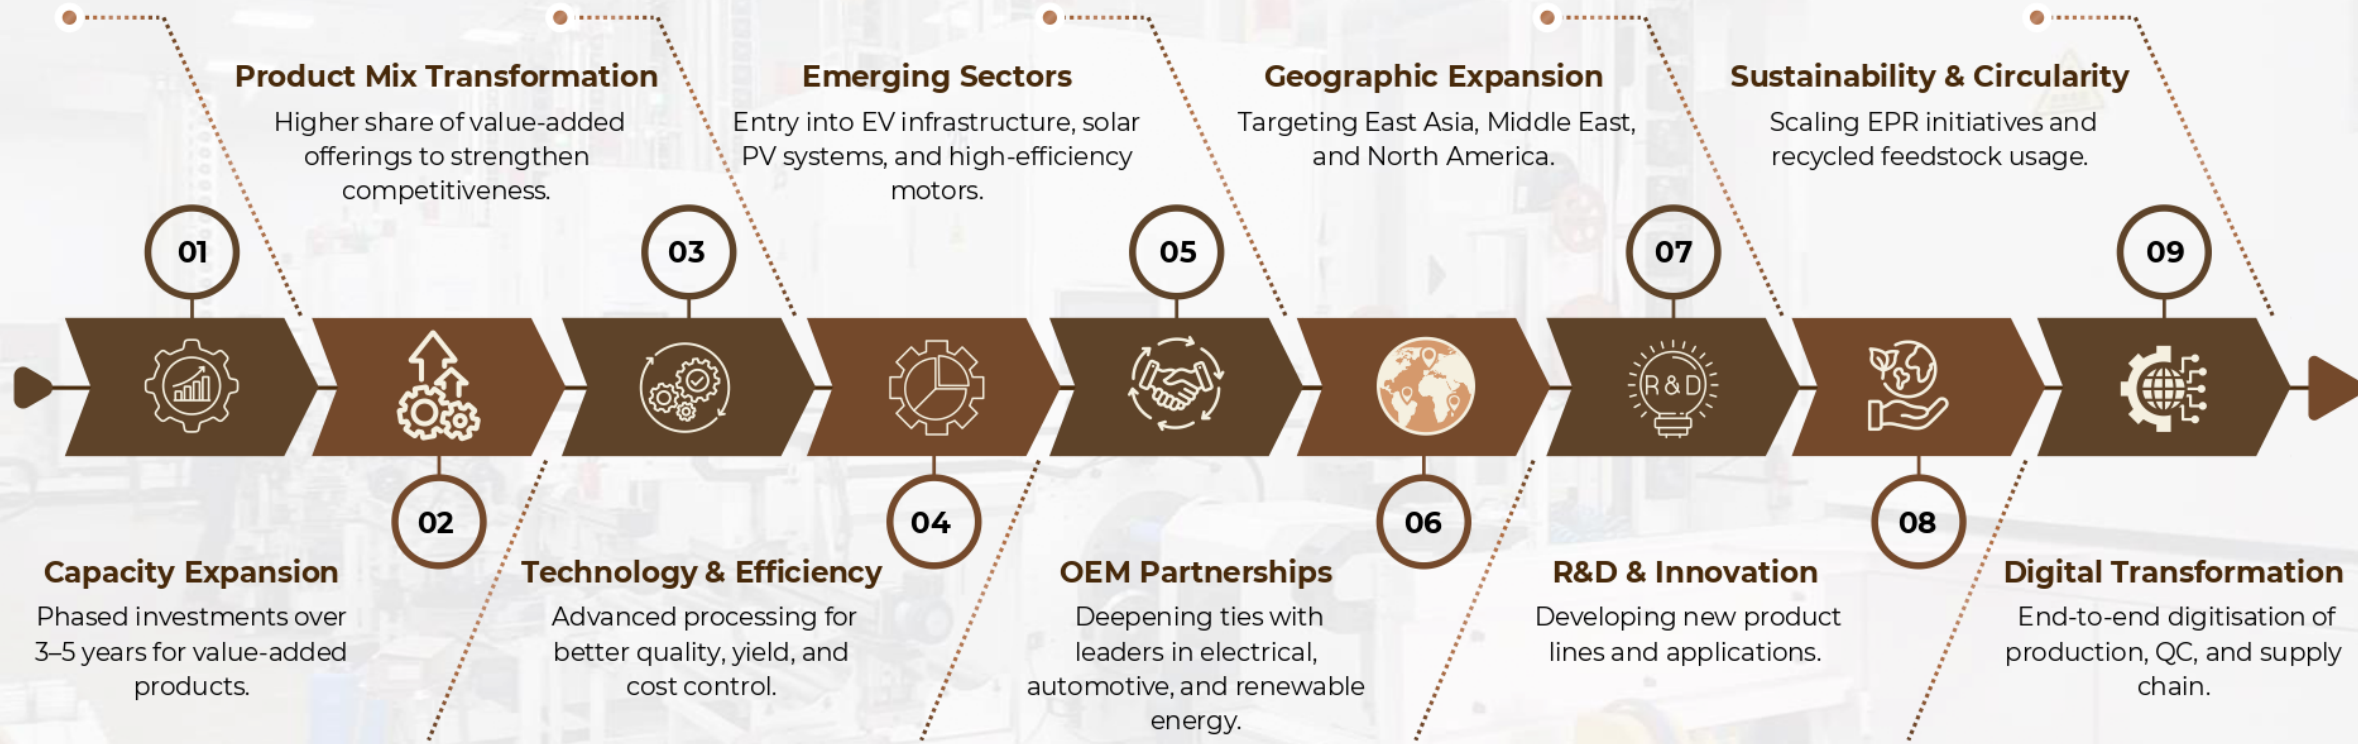 Product Mix Transformation
Higher share of value-added
offerings to strengthen
competitiveness.
Emerging Sectors
Entry into EV infrastructure, solar
PV systems, and high-efficiency
motors.
Geographic Expansion
Targeting East Asia, Middle East,
and North America.
Sustainability & Circularity
Scaling EPR initiatives and
recycled feedstock usage.
01
03
05
07
09
R&D
02
04
06
08
Capacity Expansion
Phased investments over
3–5 years for value-added
products.
Technology & Efficiency
Advanced processing for
better quality, yield, and
cost control.
OEM Partnerships
Deepening ties with
leaders in electrical,
automotive, and renewable
energy.
R&D & Innovation
Developing new product
lines and applications.
Digital Transformation
End-to-end digitisation of
production, QC, and supply
chain.